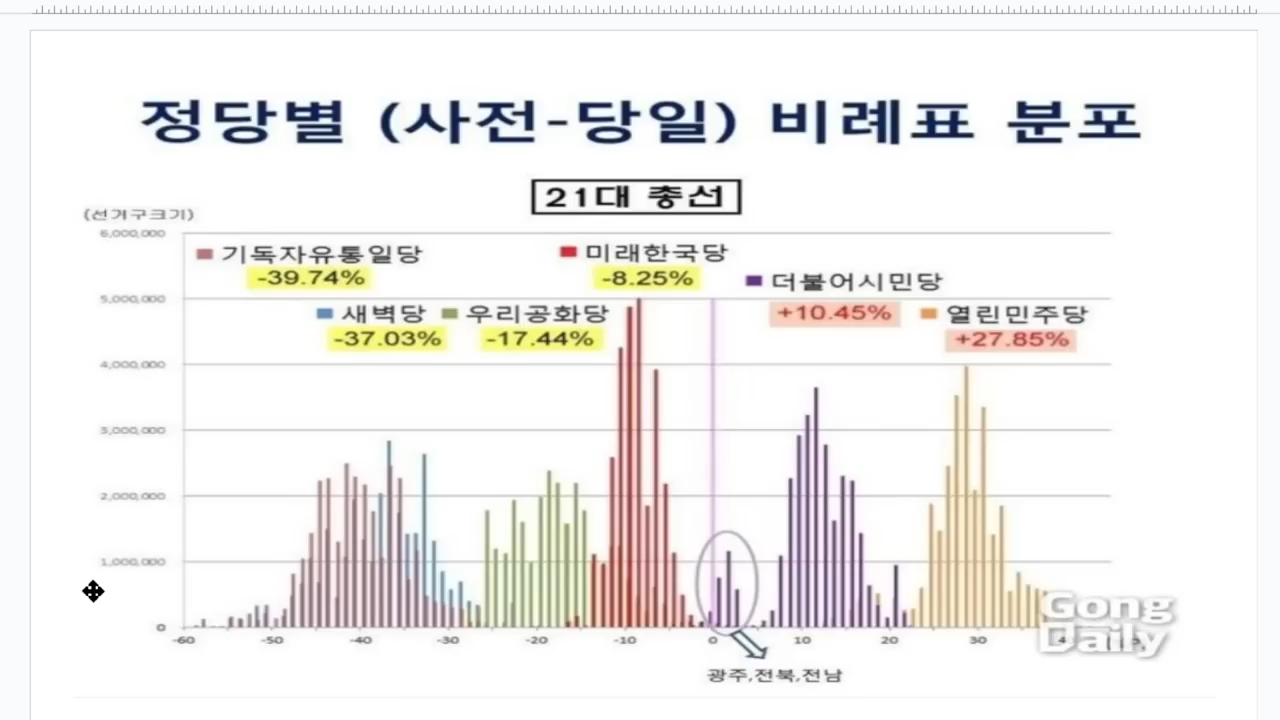 정당별 (사전-당일) 비례표 분포
21대 총선
(선거구크기)
6,000,000
기독자유통일당
미래한국당
-39.74%
-8.25%
더불어시민당
5,000,000
새벽당
우리공화당
+10.45%
열린민주당
-37.03%
-17.44%
+27.85%
4,000,000
3,000,000
2,000,000
1,000,000
0
-60
-50
-40
-30
-20
-10
0
10
20
30
Gong
Daily
광주,전북,전남